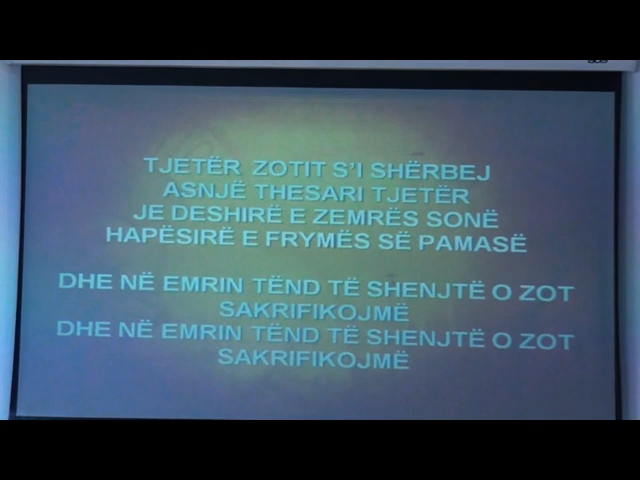 TJETËR ZOTIT S'I SHËRBEJ
ASNJË THESARI TJETËR
JE DESHIRË E ZEMRËS SONË
HAPËSIRË E FRYMËS SË PAMASË
DHE NË EMRIN TËND TË SHENJTË O ZOT
SAKRIFIKOJMË
DHE NË EMRIN TËND TË SHENJTË O ZOT
SAKRIFIKOJMË